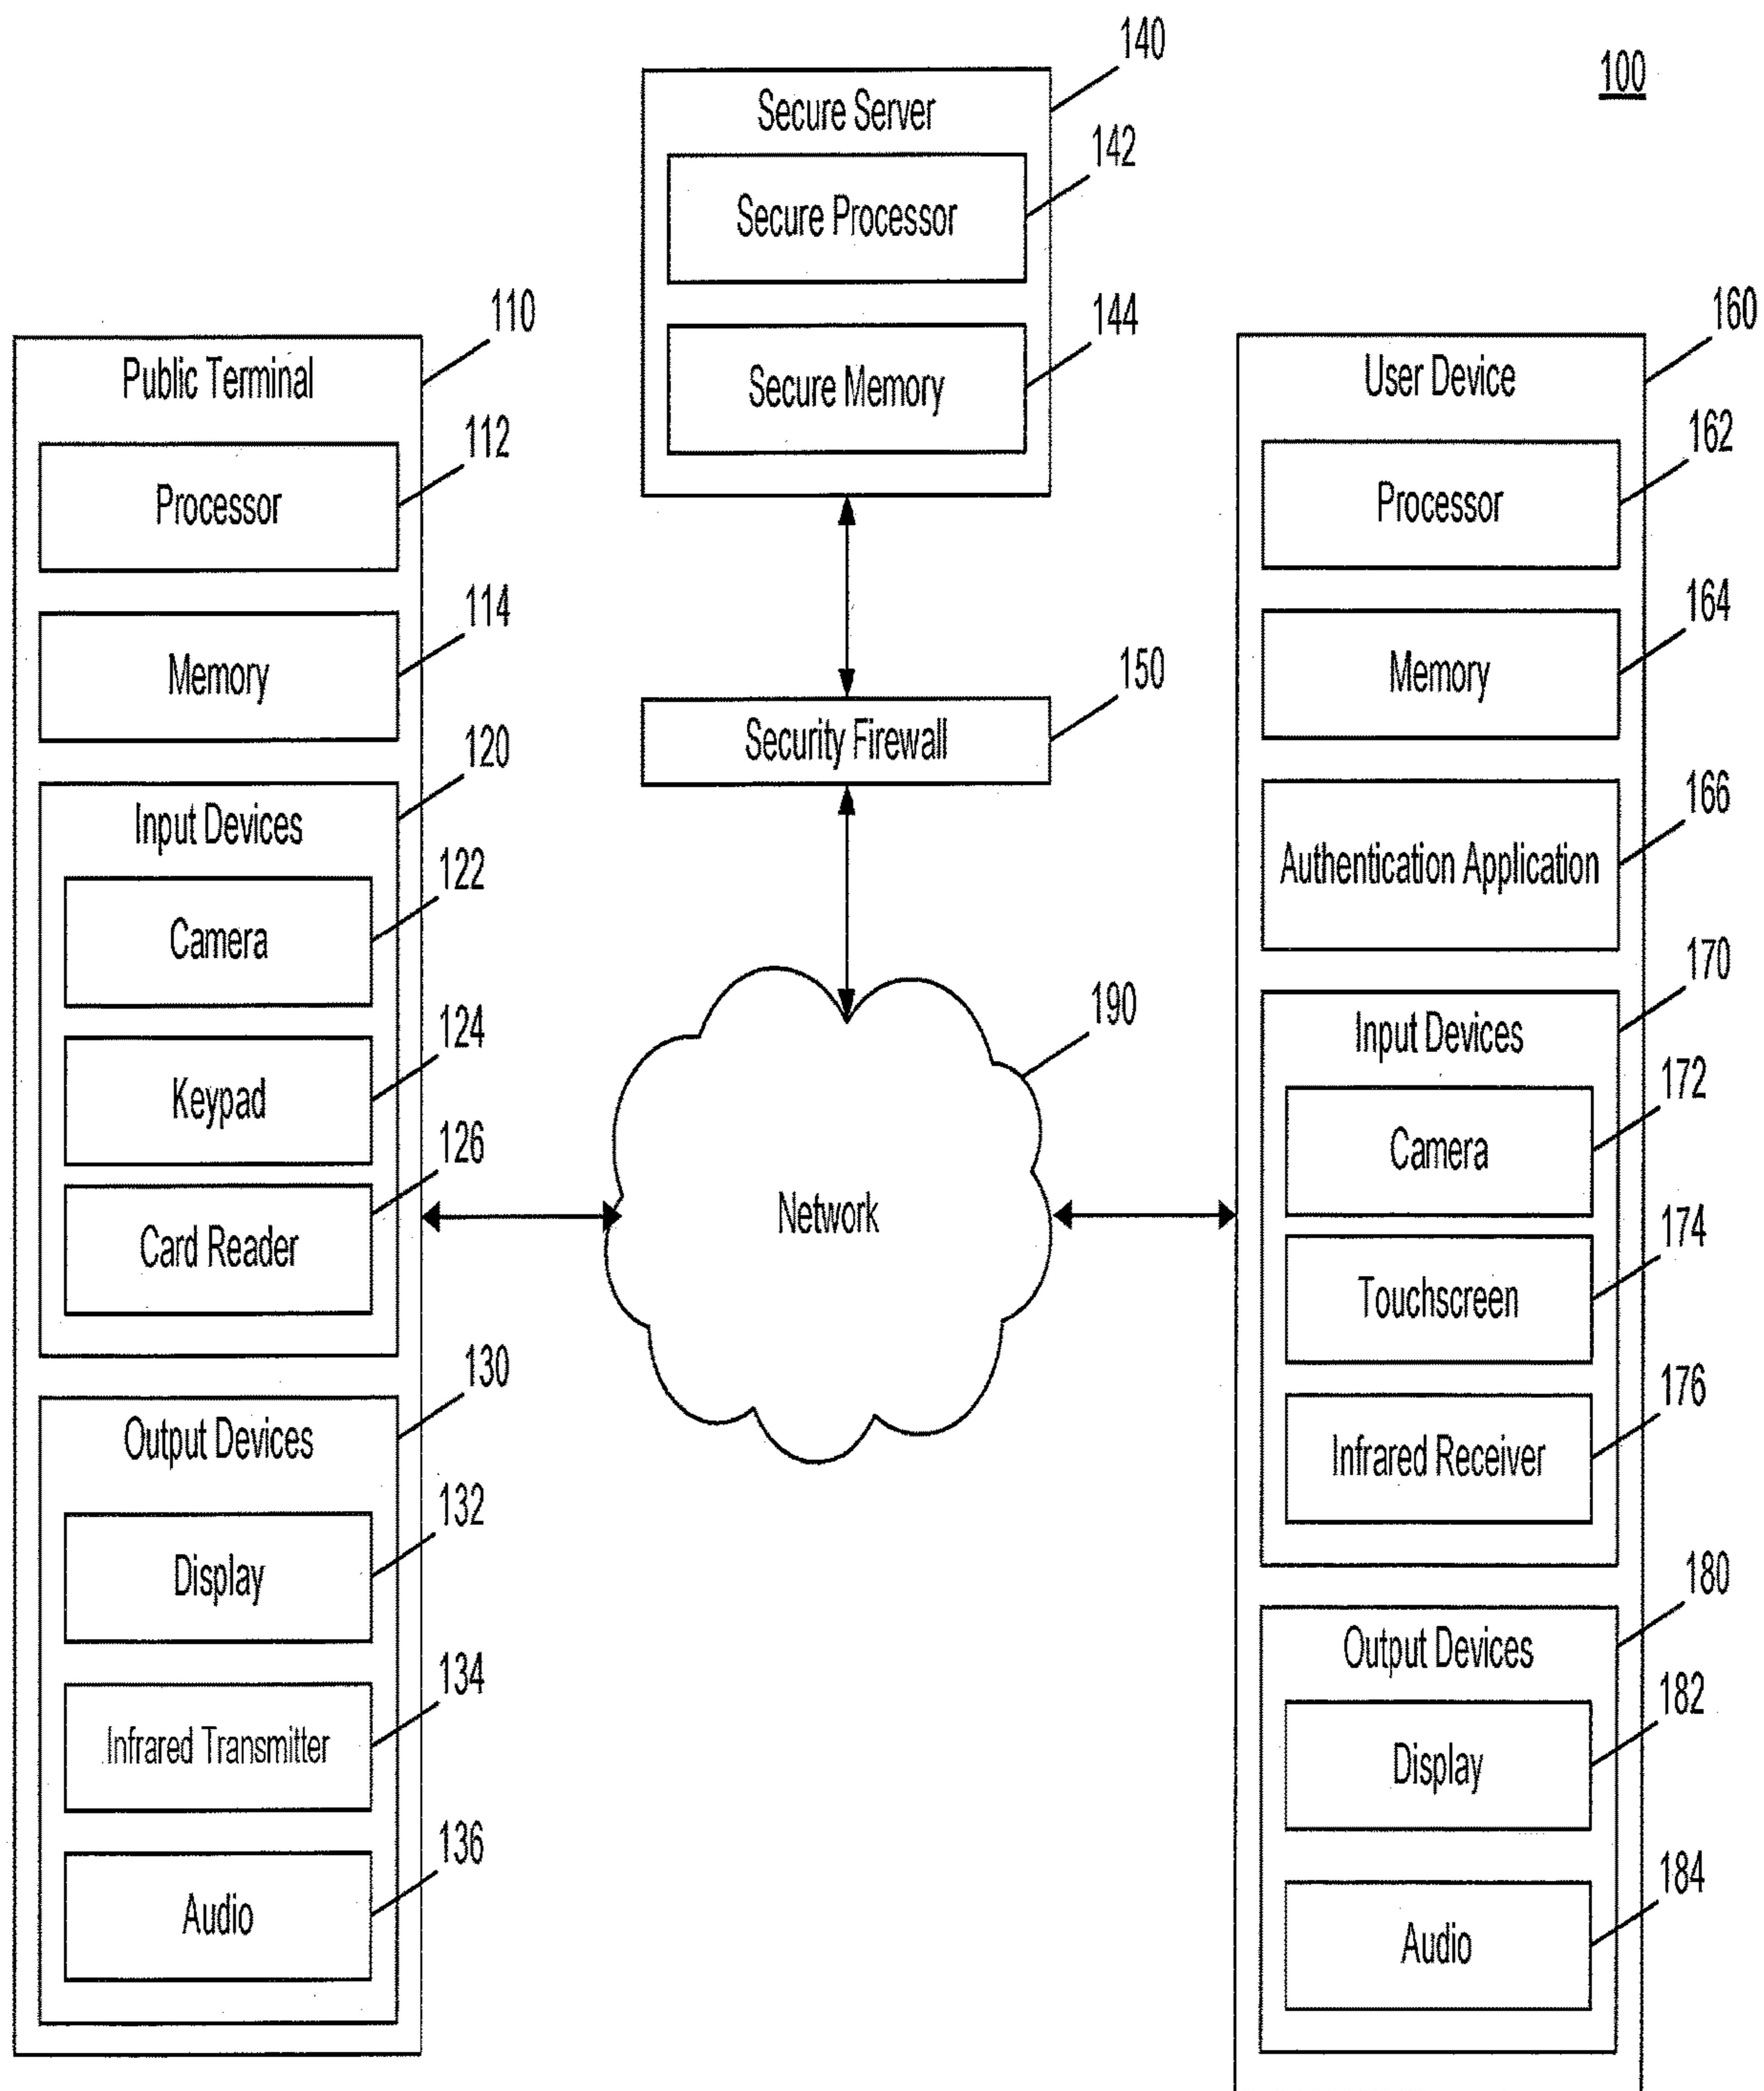 100
140
Secure Server
142
Secure Processor
144
Secure Memory
150
Security Firewall
190
Network
110
Public Terminal
112
Processor
114
Memory
120
Input Devices
122
Camera
124
Keypad
126
Card Reader
130
Output Devices
132
Display
134
Infrared Transmitter
136
Audio
160
User Device
162
Processor
164
Memory
166
Authentication Application
170
Input Devices
172
Camera
174
Touchscreen
176
Infrared Receiver
180
Output Devices
182
Display
184
Audio